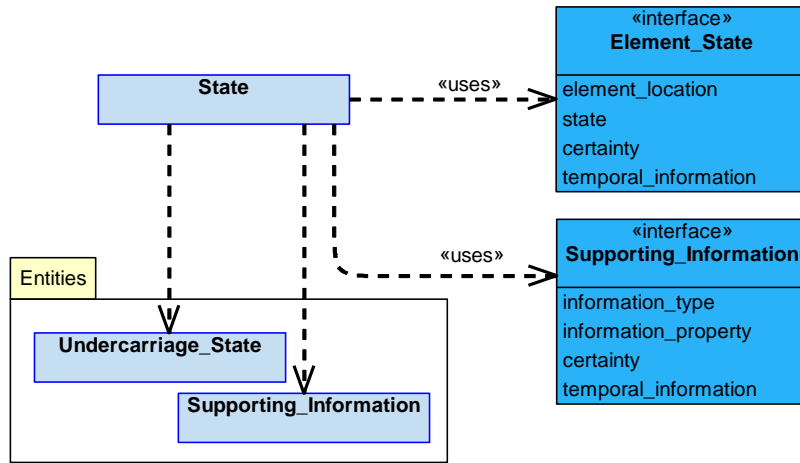 State
«uses»
«interface»
Element_State
element_location
state
certainty
temporal_information
«uses»
«interface»
Supporting_Information
information_type
information_property
certainty
temporal_information
Entities
Undercarriage_State
Supporting_Information